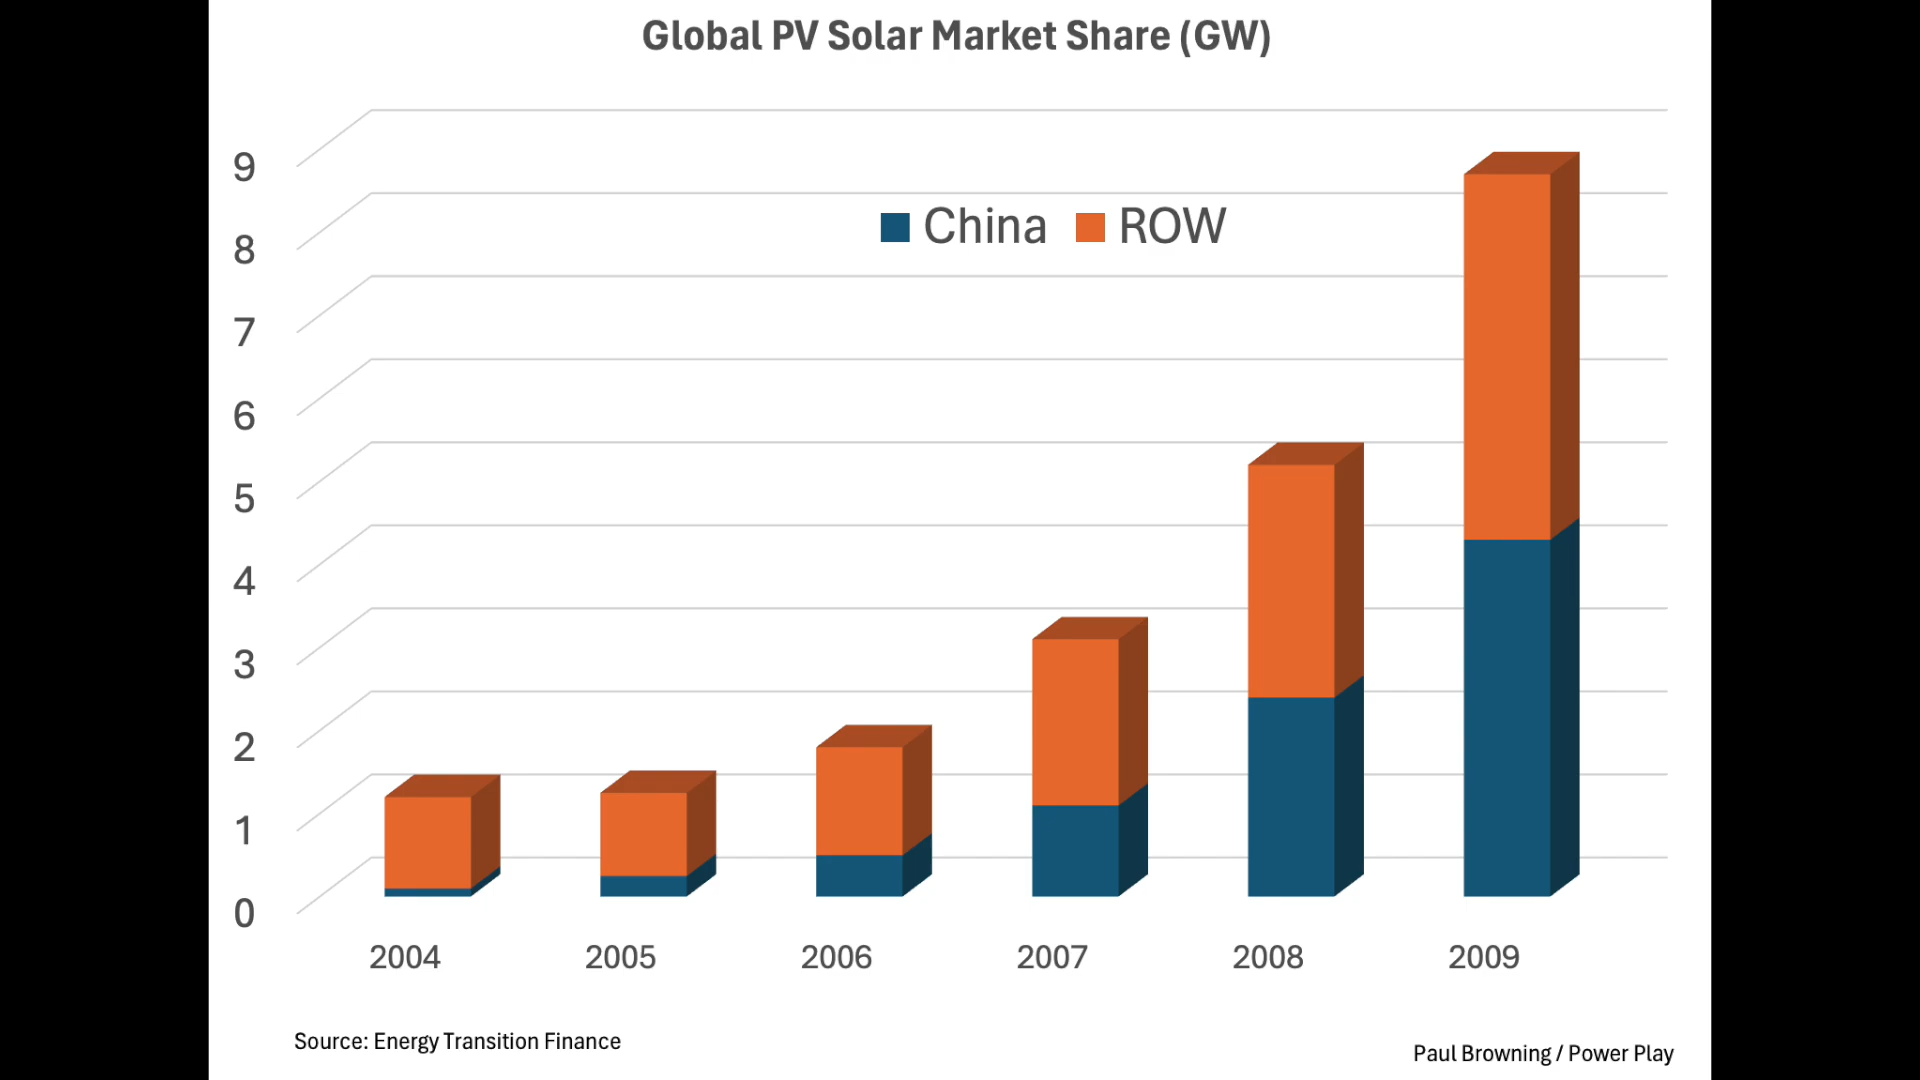 Global PV Solar Market Share (GW)
9
8
7
6
5
4
3
2
1
0
China ROW
2004 2005 2006 2007 2008 2009
Source: Energy Transition Finance
Paul Browning / Power Play